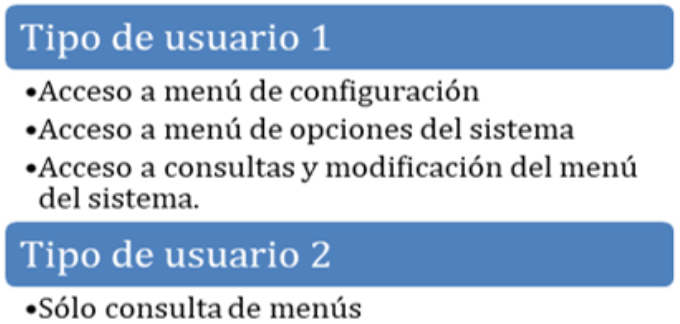 Tipo de usuario 1
•Acceso a menú de configuración
•Acceso a menú de opciones del sistema
•Acceso a consultas y modificación del menú
del sistema.
Tipo de usuario 2
•Sólo consulta de menús